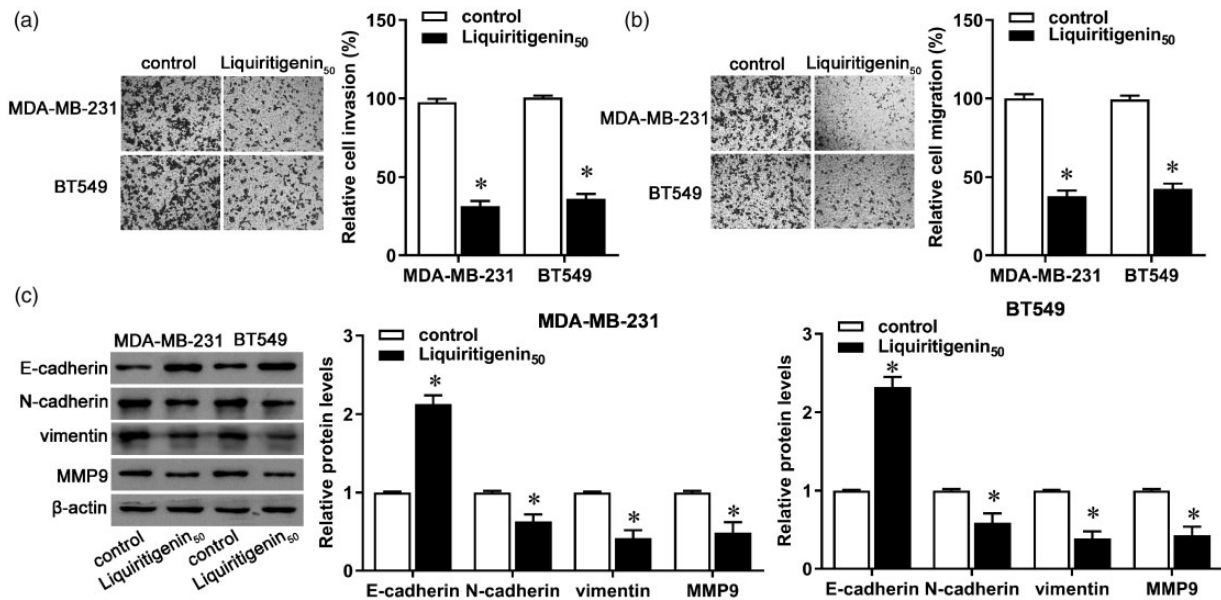 (a)
control
Liquiritigenin50
MDA-MB-231
BT549
Relative cell invasion (%)
control
Liquiritigenin50
150
100
50
0
*
*
MDA-MB-231
BT549
(b)
control
Liquiritigenin50
MDA-MB-231
BT549
Relative cell migration (%)
control
Liquiritigenin50
150
100
50
0
*
*
MDA-MB-231
BT549
(c)
MDA-MB-231 BT549
E-cadherin
N-cadherin
vimentin
MMP9
β-actin
control
Liquiritigenin50
control
Liquiritigenin50
MDA-MB-231
control
Liquiritigenin50
Relative protein levels
3
2
1
0
*
*
*
*
E-cadherin N-cadherin vimentin MMP9
BT549
control
Liquiritigenin50
Relative protein levels
3
2
1
0
*
*
*
*
E-cadherin N-cadherin vimentin MMP9